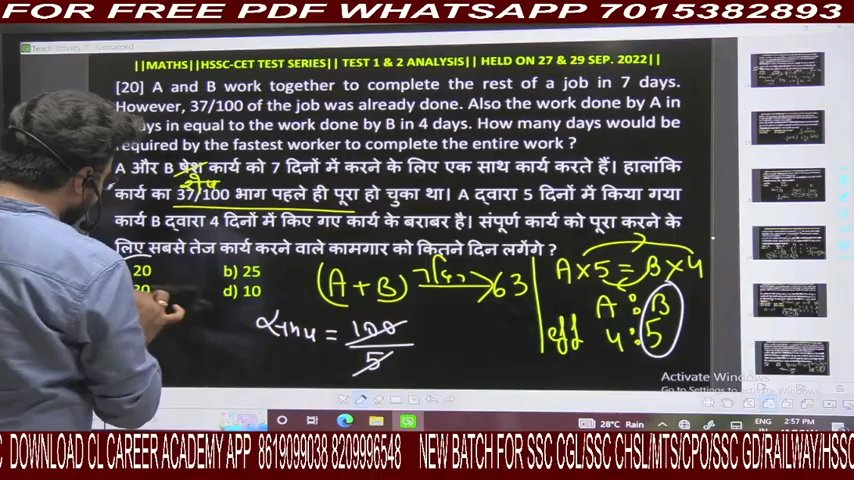 FOR FREE PDF WHATSAPP 7015382893
||MATHS||HSSC-CET TEST SERIES|| TEST 1 & 2 ANALYSIS|| HELD ON 27 & 29 SEP. 2022||
[20] A and B work together to complete the rest of a job in 7 days.
However, 37/100 of the job was already done. Also the work done by A in
days in equal to the work done by B in 4 days. How many days would be
required by the fastest worker to complete the entire work ?
A और B शेश कार्य को 7 दिनों में करने के लिए एक साथ कार्य करते हैं। हालांकि
शेष
कार्य का 37/100 भाग पहले ही पूरा हो चुका था। A द्वारा 5 दिनों में किया गया
कार्य B द्वारा 4 दिनों में किए गए कार्य के बराबर है। संपूर्ण कार्य को पूरा करने के
लिए सबसे तेज कार्य करने वाले कामगार को कितने दिन लगेंगे ?
20 b) 25
30 d) 10
(A + B) 63
A×5 = B×4
A : B
eff 4 : 5
= 100
5
Activate Windows
Go to Settings to activate Windows
28°C Rain
ENG
2:57 PM
DOWNLOAD CL CAREER ACADEMY APP 8619099038 8209996548 NEW BATCH FOR SSC CGL/SSC CHSL/MTS/CPO/SSC GD/RAILWAY/HSSC